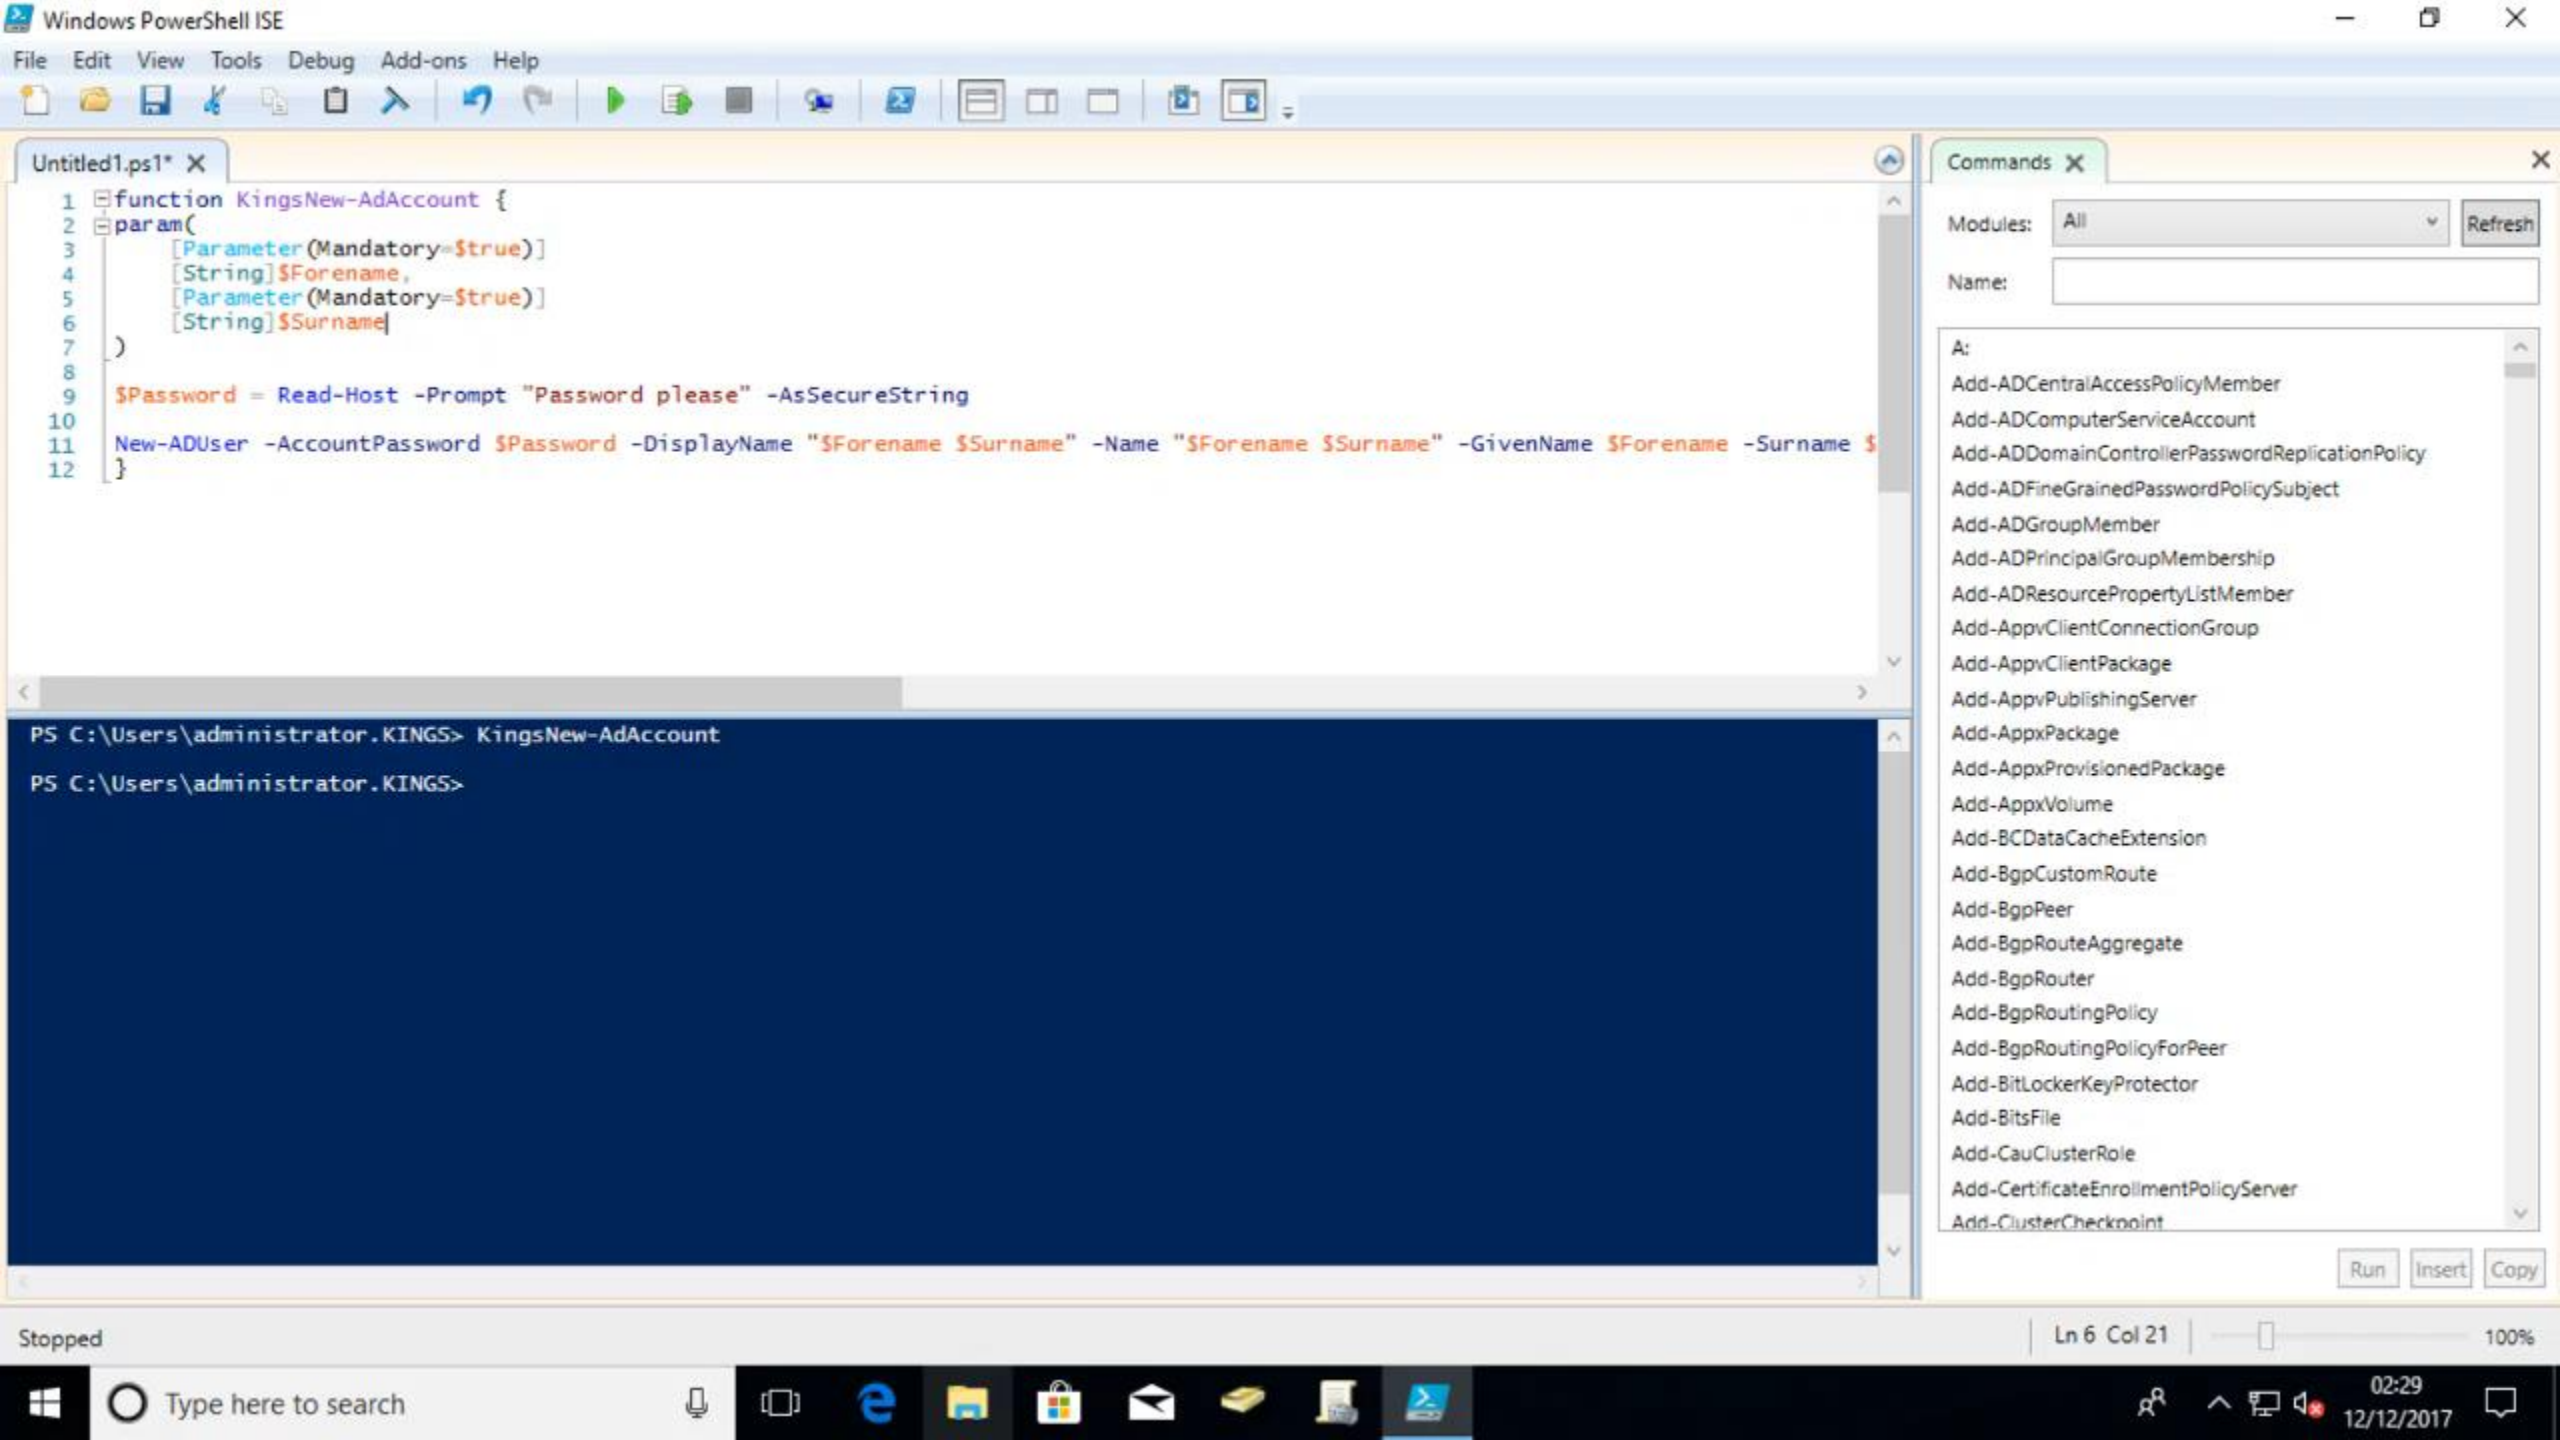 Windows PowerShell ISE
File Edit View Tools Debug Add-ons Help
Untitled1.ps1*
1 function KingsNew-AdAccount {
2 param(
3 [Parameter(Mandatory=$true)]
4 [String]$Forename,
5 [Parameter(Mandatory=$true)]
6 [String]$Surname
7 )
8
9 $Password = Read-Host -Prompt "Password please" -AsSecureString
10
11 New-ADUser -AccountPassword $Password -DisplayName "$Forename $Surname" -Name "$Forename $Surname" -GivenName $Forename -Surname $
12 }
PS C:\Users\administrator.KINGS> KingsNew-AdAccount
PS C:\Users\administrator.KINGS>
Commands
Modules: All Refresh
Name:
A:
Add-ADCentralAccessPolicyMember
Add-ADComputerServiceAccount
Add-ADDomainControllerPasswordReplicationPolicy
Add-ADFineGrainedPasswordPolicySubject
Add-ADGroupMember
Add-ADPrincipalGroupMembership
Add-ADResourcePropertyListMember
Add-AppvClientConnectionGroup
Add-AppvClientPackage
Add-AppvPublishingServer
Add-AppxPackage
Add-AppxProvisionedPackage
Add-AppxVolume
Add-BCDataCacheExtension
Add-BgpCustomRoute
Add-BgpPeer
Add-BgpRouteAggregate
Add-BgpRouter
Add-BgpRoutingPolicy
Add-BgpRoutingPolicyForPeer
Add-BitLockerKeyProtector
Add-BitsFile
Add-CauClusterRole
Add-CertificateEnrollmentPolicyServer
Add-ClusterCheckpoint
Run Insert Copy
Stopped
Ln 6 Col 21
100%
Type here to search
02:29
12/12/2017